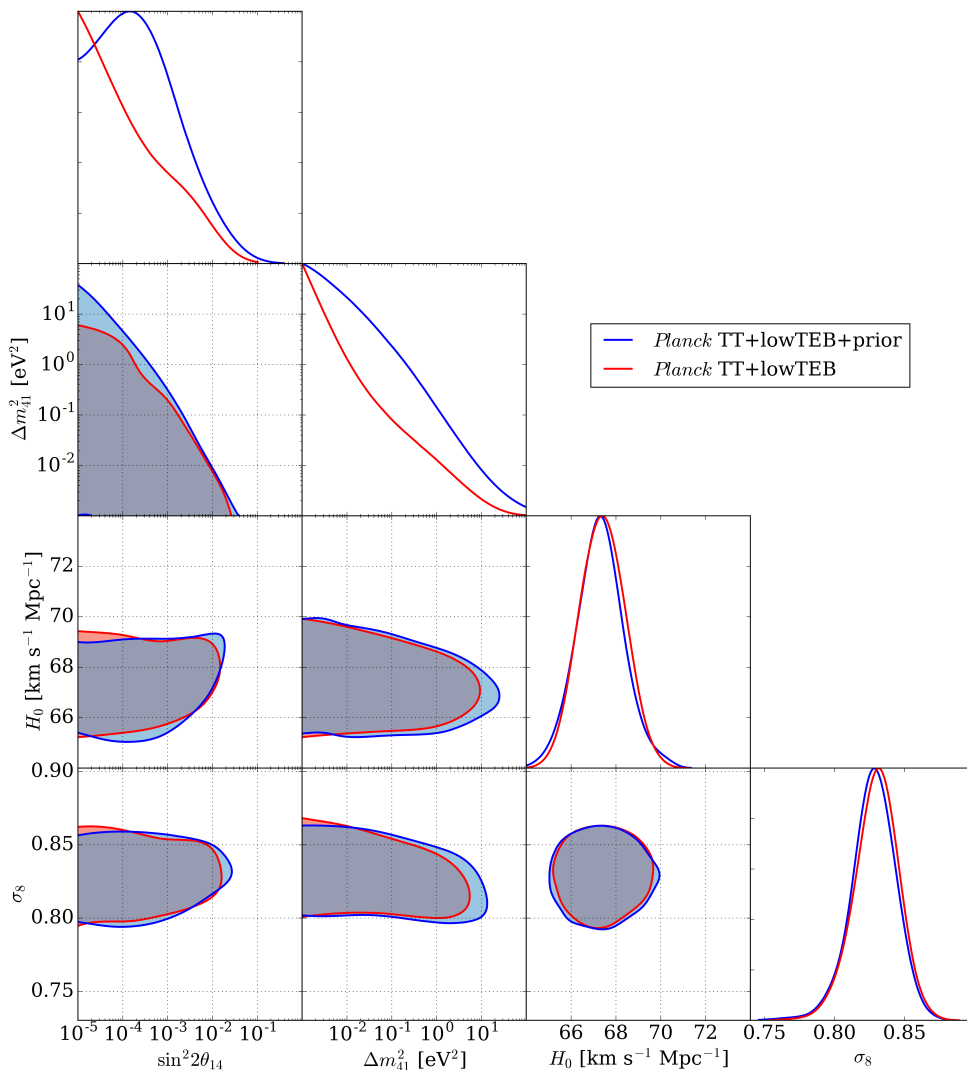 10¹
10⁰
10⁻¹
10⁻²
Δm²₄₁ [eV²]
Planck TT+lowTEB+prior
Planck TT+lowTEB
72
70
68
66
H₀ [km s⁻¹ Mpc⁻¹]
0.90
0.85
0.80
0.75
σ₈
10⁻⁵ 10⁻⁴ 10⁻³ 10⁻² 10⁻¹
10⁻² 10⁻¹ 10⁰ 10¹
66 68 70 72
0.75 0.80 0.85
sin²2θ₁₄
Δm²₄₁ [eV²]
H₀ [km s⁻¹ Mpc⁻¹]
σ₈